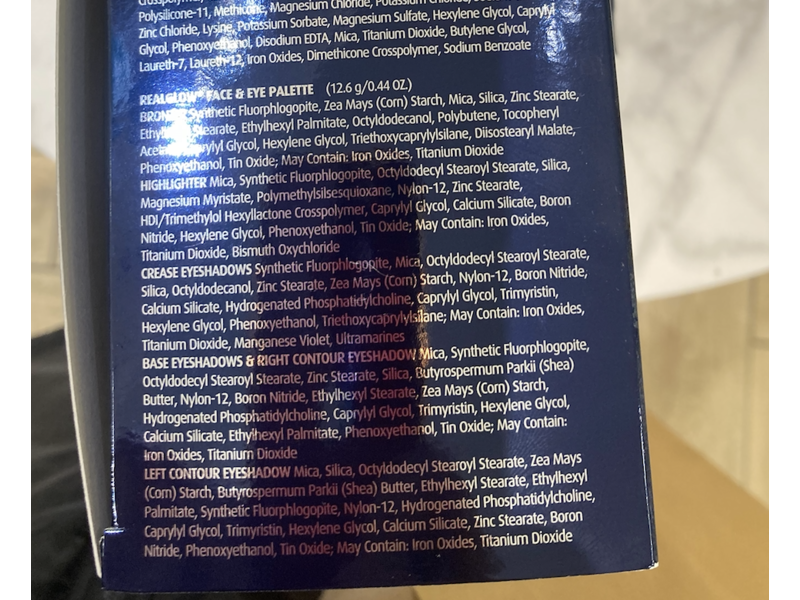 Crosspolymer,
Polysilicone-11, Methicone, Magnesium Chloride, Potassium Chloride,
Zinc Chloride, Lysine, Potassium Sorbate, Magnesium Sulfate, Hexylene Glycol, Caprylyl
Glycol, Phenoxyethanol, Disodium EDTA, Mica, Titanium Dioxide, Butylene Glycol,
Laureth-7, Laureth-12, Iron Oxides, Dimethicone Crosspolymer, Sodium Benzoate
REALGLOW® FACE & EYE PALETTE (12.6 g/0.44 OZ.)
BRONZER Synthetic Fluorphlogopite, Zea Mays (Corn) Starch, Mica, Silica, Zinc Stearate,
Ethylhexyl Stearate, Ethylhexyl Palmitate, Octyldodecanol, Polybutene, Tocopheryl
Acetate, Caprylyl Glycol, Hexylene Glycol, Triethoxycaprylylsilane, Diisostearyl Malate,
Phenoxyethanol, Tin Oxide; May Contain: Iron Oxides, Titanium Dioxide
HIGHLIGHTER Mica, Synthetic Fluorphlogopite, Octyldodecyl Stearoyl Stearate, Silica,
Magnesium Myristate, Polymethylsilsesquioxane, Nylon-12, Zinc Stearate,
HDI/Trimethylol Hexyllactone Crosspolymer, Caprylyl Glycol, Calcium Silicate, Boron
Nitride, Hexylene Glycol, Phenoxyethanol, Tin Oxide; May Contain: Iron Oxides,
Titanium Dioxide, Bismuth Oxychloride
CREASE EYESHADOWS Synthetic Fluorphlogopite, Mica, Octyldodecyl Stearoyl Stearate,
Silica, Octyldodecanol, Zinc Stearate, Zea Mays (Corn) Starch, Nylon-12, Boron Nitride,
Calcium Silicate, Hydrogenated Phosphatidylcholine, Caprylyl Glycol, Trimyristin,
Hexylene Glycol, Phenoxyethanol, Triethoxycaprylylsilane; May Contain: Iron Oxides,
Titanium Dioxide, Manganese Violet, Ultramarines
BASE EYESHADOWS & RIGHT CONTOUR EYESHADOW Mica, Synthetic Fluorphlogopite,
Octyldodecyl Stearoyl Stearate, Zinc Stearate, Silica, Butyrospermum Parkii (Shea)
Butter, Nylon-12, Boron Nitride, Ethylhexyl Stearate, Zea Mays (Corn) Starch,
Hydrogenated Phosphatidylcholine, Caprylyl Glycol, Trimyristin, Hexylene Glycol,
Calcium Silicate, Ethylhexyl Palmitate, Phenoxyethanol, Tin Oxide; May Contain:
Iron Oxides, Titanium Dioxide
LEFT CONTOUR EYESHADOW Mica, Silica, Octyldodecyl Stearoyl Stearate, Zea Mays
(Corn) Starch, Butyrospermum Parkii (Shea) Butter, Ethylhexyl Stearate, Ethylhexyl
Palmitate, Synthetic Fluorphlogopite, Nylon-12, Hydrogenated Phosphatidylcholine,
Caprylyl Glycol, Trimyristin, Hexylene Glycol, Calcium Silicate, Zinc Stearate, Boron
Nitride, Phenoxyethanol, Tin Oxide; May Contain: Iron Oxides, Titanium Dioxide